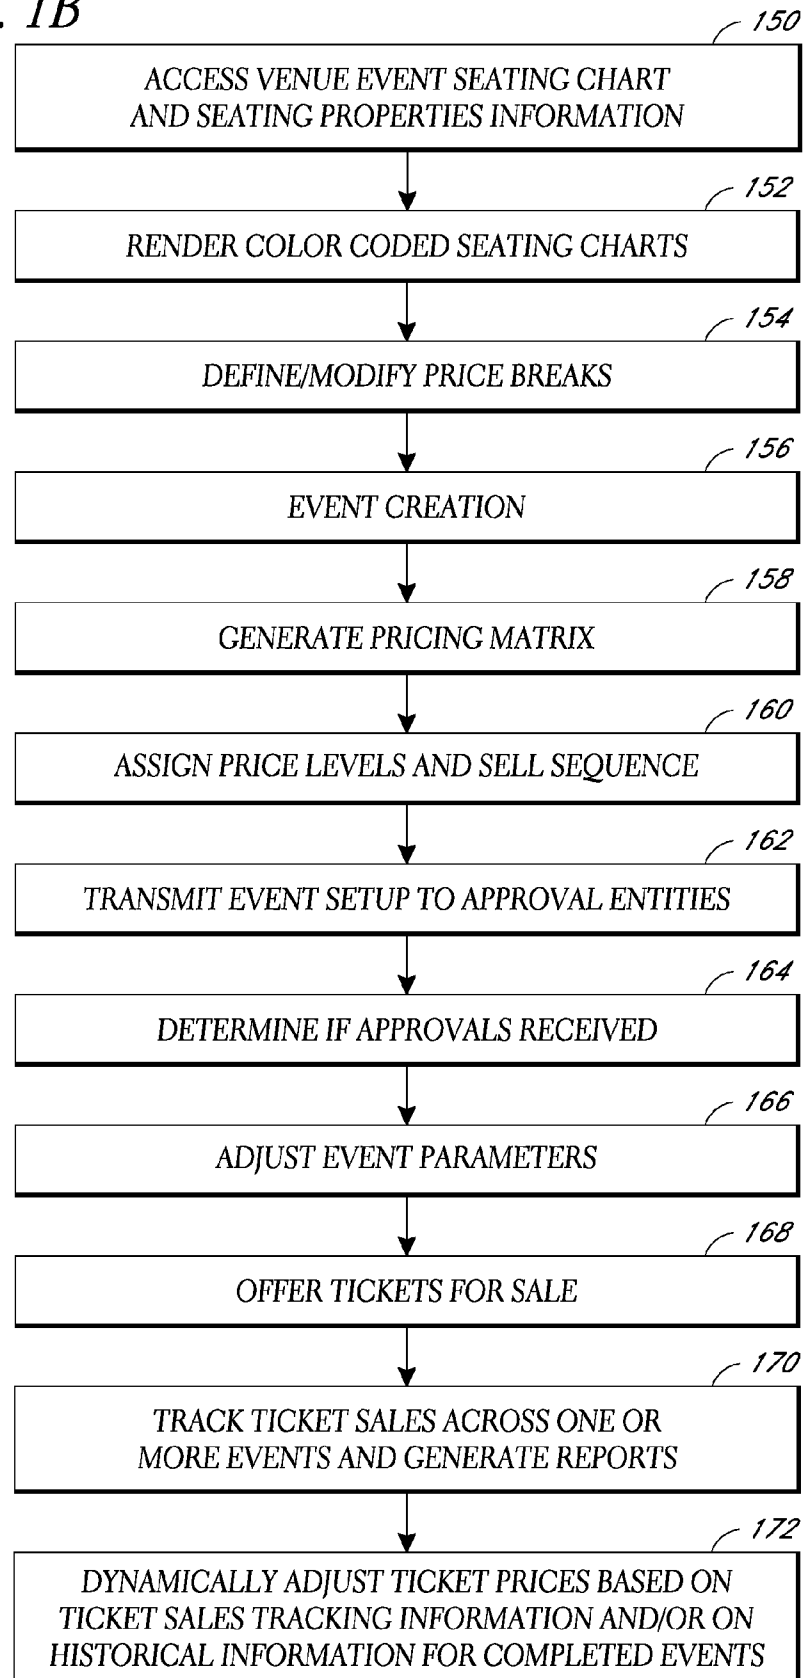 . 1B
150
ACCESS VENUE EVENT SEATING CHART
AND SEATING PROPERTIES INFORMATION
152
RENDER COLOR CODED SEATING CHARTS
154
DEFINE/MODIFY PRICE BREAKS
156
EVENT CREATION
158
GENERATE PRICING MATRIX
160
ASSIGN PRICE LEVELS AND SELL SEQUENCE
162
TRANSMIT EVENT SETUP TO APPROVAL ENTITIES
164
DETERMINE IF APPROVALS RECEIVED
166
ADJUST EVENT PARAMETERS
168
OFFER TICKETS FOR SALE
170
TRACK TICKET SALES ACROSS ONE OR
MORE EVENTS AND GENERATE REPORTS
172
DYNAMICALLY ADJUST TICKET PRICES BASED ON
TICKET SALES TRACKING INFORMATION AND/OR ON
HISTORICAL INFORMATION FOR COMPLETED EVENTS